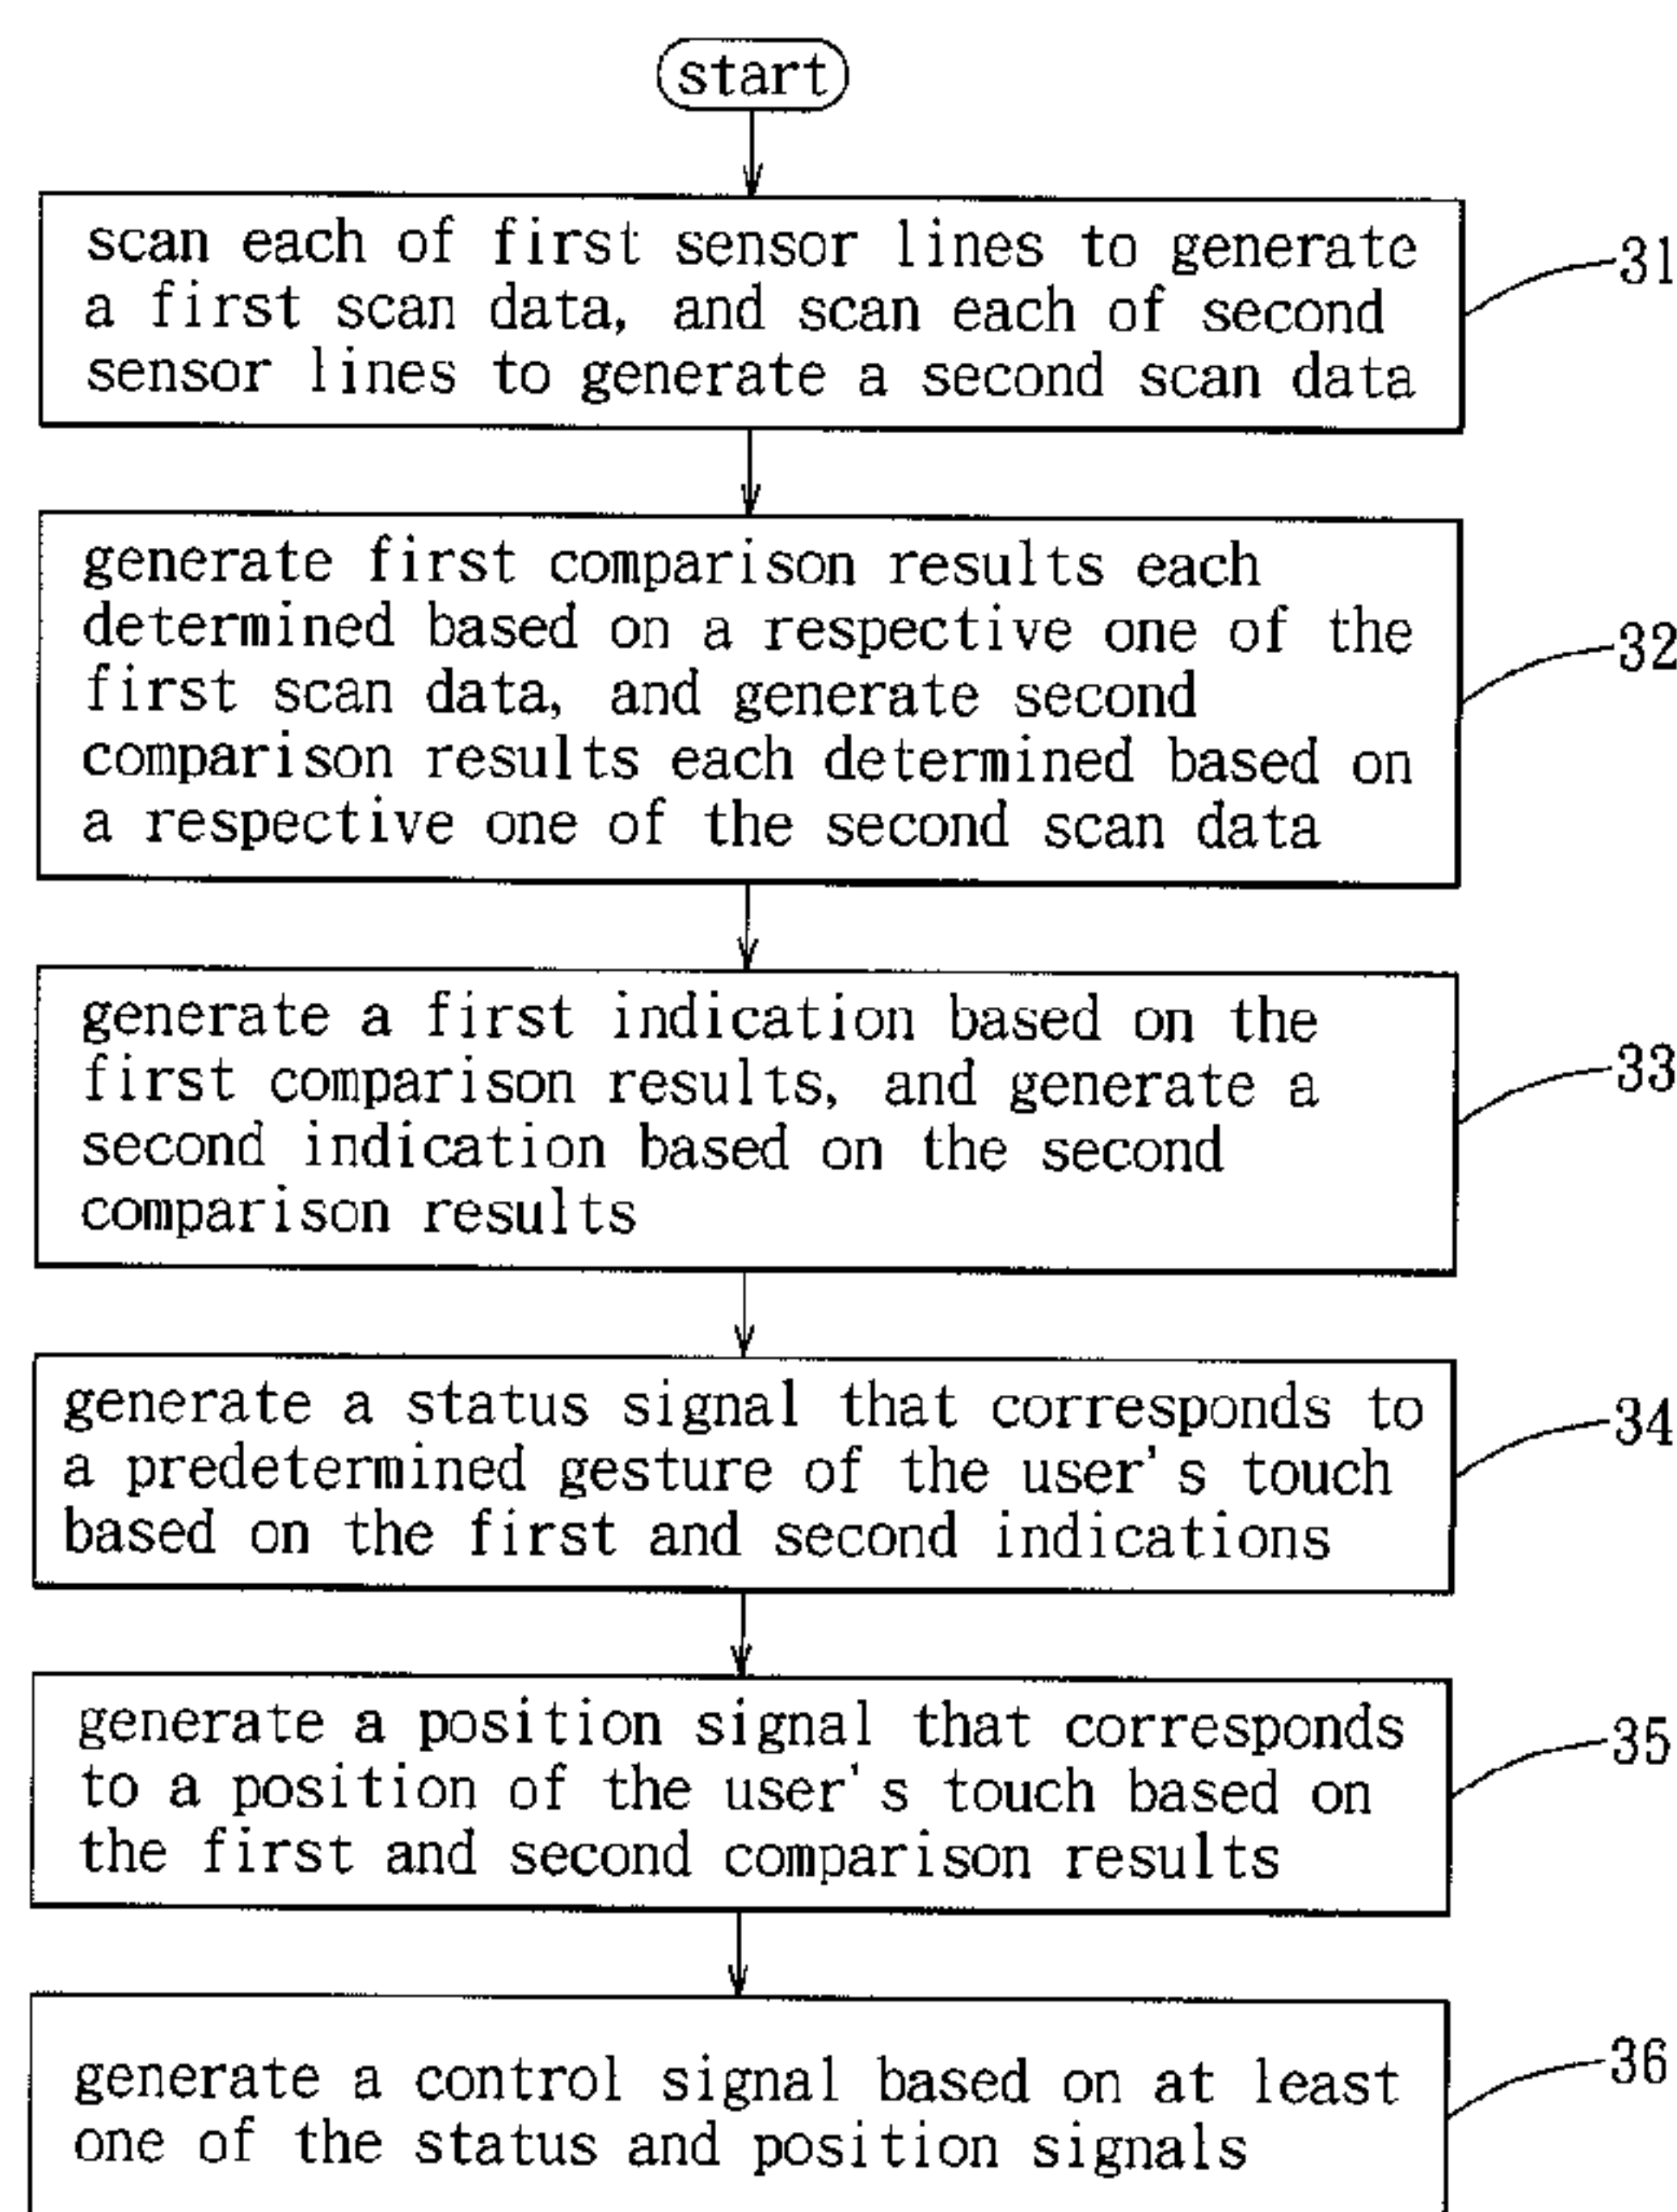 start
scan each of first sensor lines to generate
a first scan data, and scan each of second
sensor lines to generate a second scan data
31
generate first comparison results each
determined based on a respective one of the
first scan data, and generate second
comparison results each determined based on
a respective one of the second scan data
32
generate a first indication based on the
first comparison results, and generate a
second indication based on the second
comparison results
33
generate a status signal that corresponds to
a predetermined gesture of the user's touch
based on the first and second indications
34
generate a position signal that corresponds
to a position of the user's touch based on
the first and second comparison results
35
generate a control signal based on at least
one of the status and position signals
36